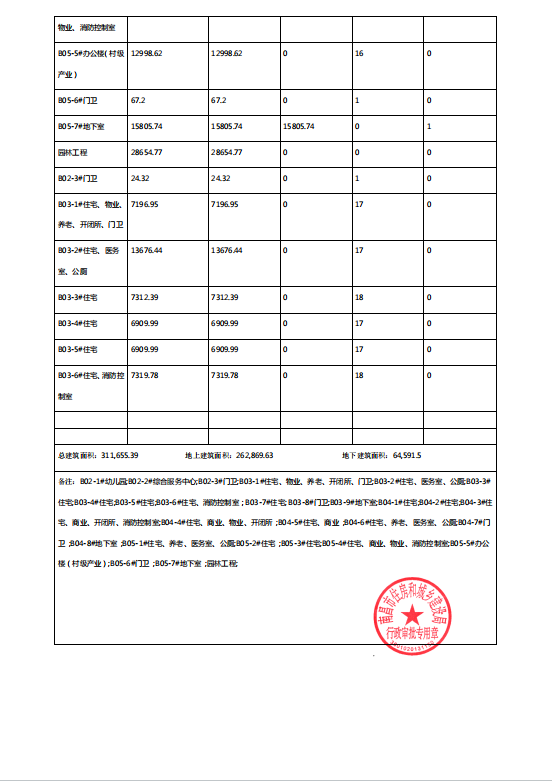 物业、消防控制室
B05-5#办公楼(村级 12998.62 12998.62 0 16 0
产业)
B05-6#门卫 67.2 67.2 0 1 0
B05-7#地下室 15805.74 15805.74 15805.74 0 1
园林工程 28654.77 28654.77 0 0 0
B02-3#门卫 24.32 24.32 0 1 0
B03-1#住宅、物业、 7196.95 7196.95 0 17 0
养老、开闭所、门卫
B03-2#住宅、医务 13676.44 13676.44 0 17 0
室、公厕
B03-3#住宅 7312.39 7312.39 0 18 0
B03-4#住宅 6909.99 6909.99 0 17 0
B03-5#住宅 6909.99 6909.99 0 17 0
B03-6#住宅、消防控 7319.78 7319.78 0 18 0
制室
总建筑面积：311,655.39 地上建筑面积：262,869.63 地下建筑面积：64,591.5
备注：B02-1#幼儿园;B02-2#综合服务中心;B02-3#门卫;B03-1#住宅、物业、养老、开闭所、门卫;B03-2#住宅、医务室、公厕;B03-3#
住宅;B03-4#住宅;B03-5#住宅;B03-6#住宅、消防控制室；B03-7#住宅;B03-8#门卫;B03-9#地下室;B04-1#住宅;B04-2#住宅;B04-3#住
宅、商业、开闭所、消防控制室;B04-4#住宅、商业、物业、开闭所;B04-5#住宅、商业;B04-6#住宅、养老、医务室、公厕;B04-7#门
卫;B04-8#地下室;B05-1#住宅、养老、医务室、公厕;B05-2#住宅;B05-3#住宅;B05-4#住宅、商业、物业、消防控制室;B05-5#办公
楼(村级产业);B05-6#门卫;B05-7#地下室;园林工程;
南昌市住房和城乡建设局
行政审批专用章